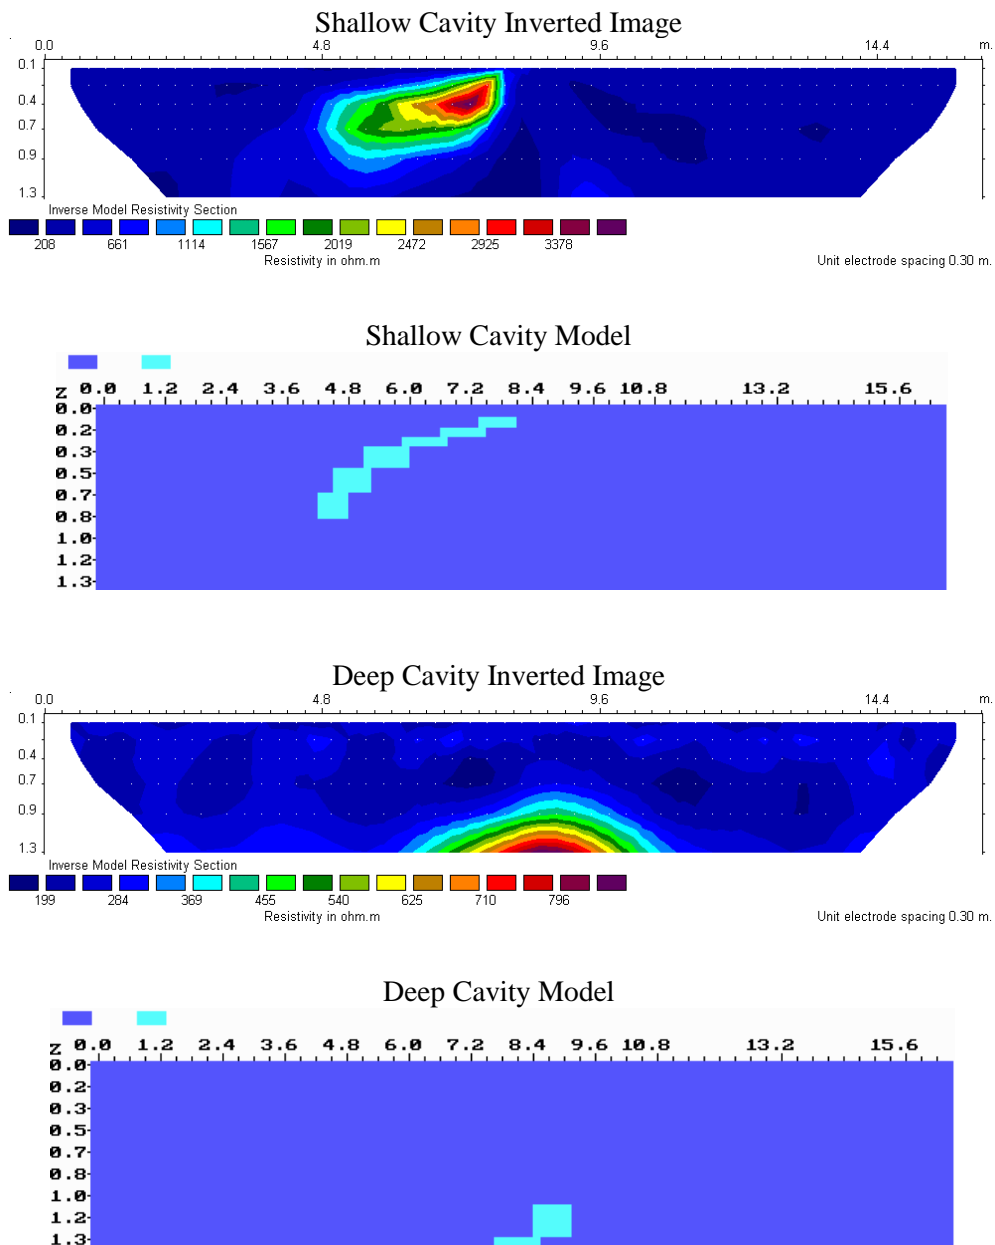 Shallow Cavity Inverted Image
0.0 4.8 9.6 14.4 m.
0.1
0.4
0.7
0.9
1.3
Inverse Model Resistivity Section
208 661 1114 1567 2019 2472 2925 3378
Resistivity in ohm.m Unit electrode spacing 0.30 m.
Shallow Cavity Model
Z 0.0 1.2 2.4 3.6 4.8 6.0 7.2 8.4 9.6 10.8 13.2 15.6
0.0
0.2
0.3
0.5
0.7
0.8
1.0
1.2
1.3
Deep Cavity Inverted Image
0.0 4.8 9.6 14.4 m.
0.1
0.4
0.7
0.9
1.3
Inverse Model Resistivity Section
199 284 369 455 540 625 710 796
Resistivity in ohm.m Unit electrode spacing 0.30 m.
Deep Cavity Model
Z 0.0 1.2 2.4 3.6 4.8 6.0 7.2 8.4 9.6 10.8 13.2 15.6
0.0
0.2
0.3
0.5
0.7
0.8
1.0
1.2
1.3